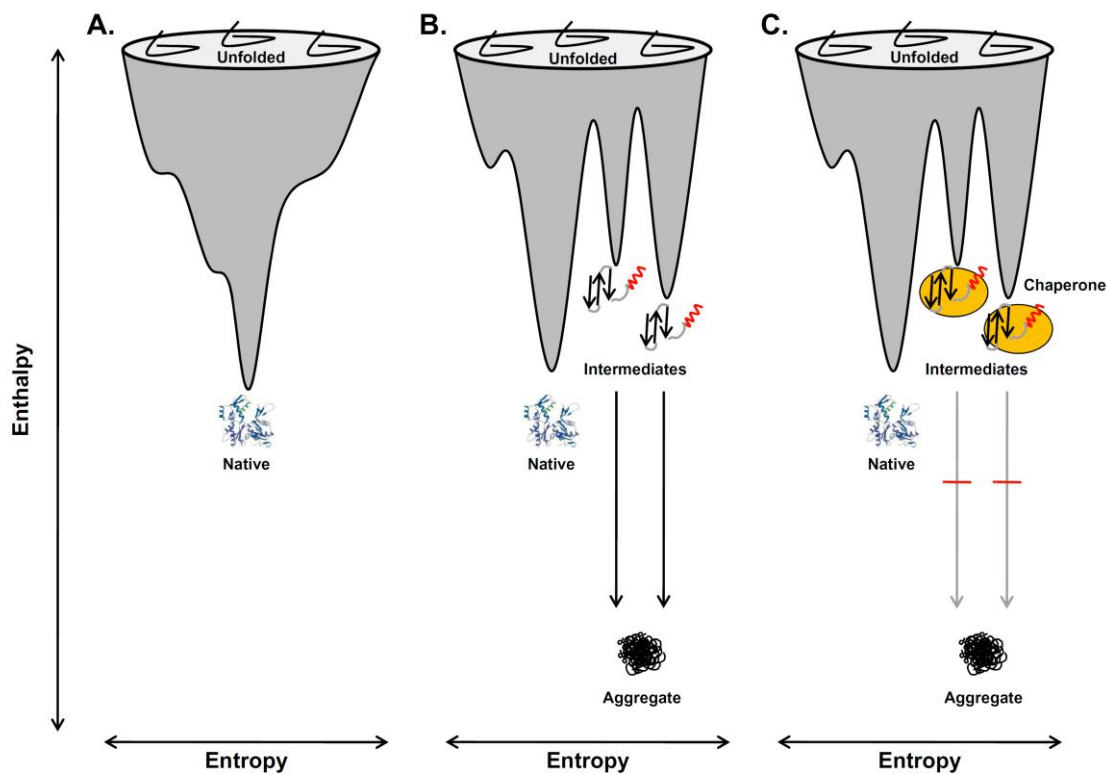 A.
B.
C.
Unfolded
Unfolded
Unfolded
Chaperone
Intermediates
Intermediates
Enthalpy
Native
Native
Native
Aggregate
Aggregate
Entropy
Entropy
Entropy